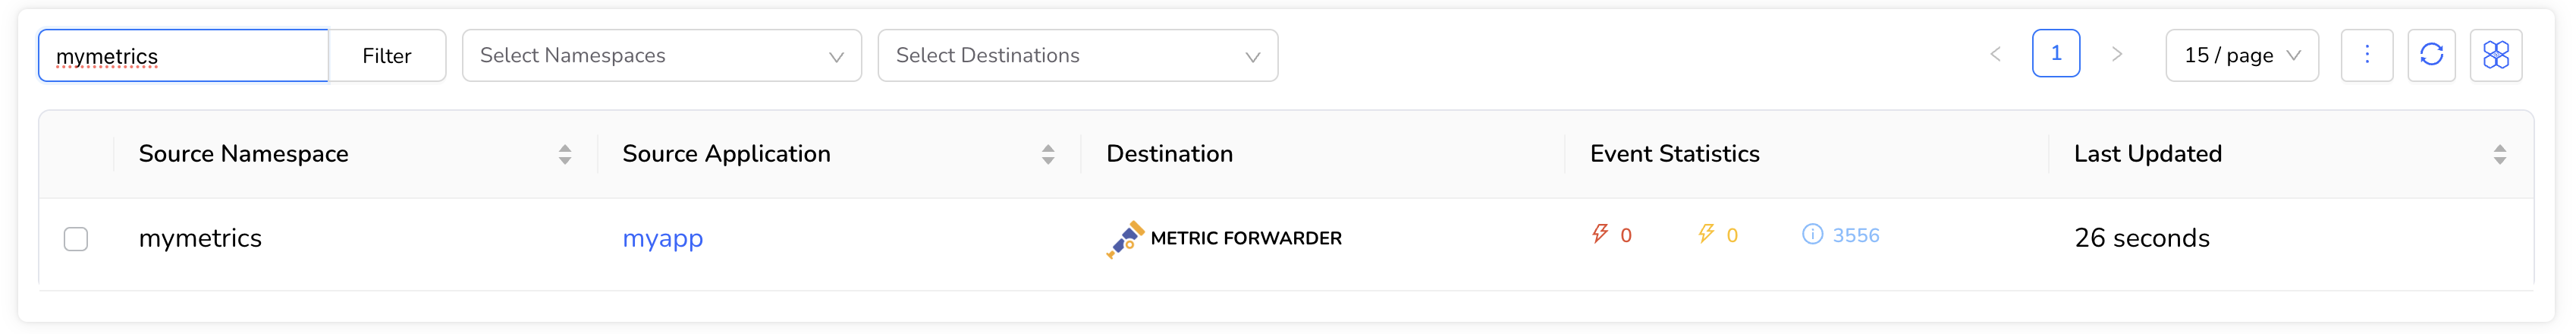 mymetrics Filter Select Namespaces Select Destinations 1 15 / page
Source Namespace Source Application Destination Event Statistics Last Updated
mymetrics myapp METRIC FORWARDER 0 0 3556 26 seconds